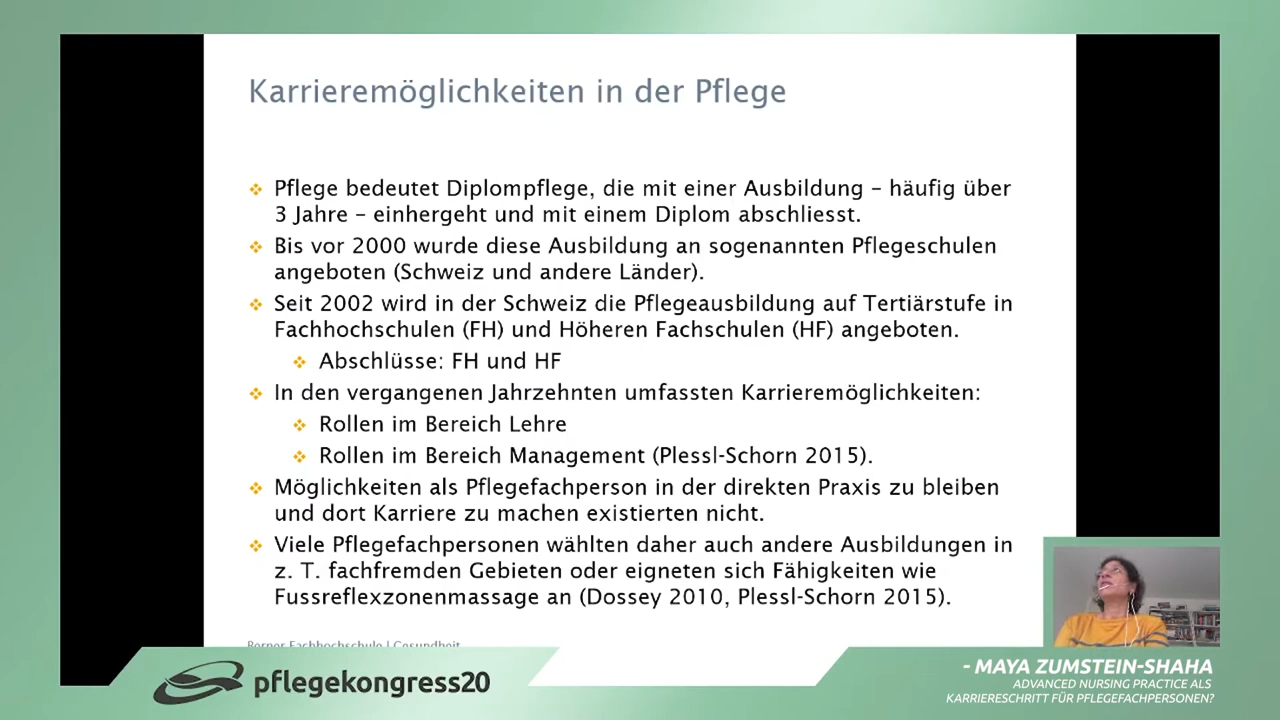 Karrieremöglichkeiten in der Pflege
Pflege bedeutet Diplompflege, die mit einer Ausbildung – häufig über
3 Jahre – einhergeht und mit einem Diplom abschliesst.
Bis vor 2000 wurde diese Ausbildung an sogenannten Pflegeschulen
angeboten (Schweiz und andere Länder).
Seit 2002 wird in der Schweiz die Pflegeausbildung auf Tertiärstufe in
Fachhochschulen (FH) und Höheren Fachschulen (HF) angeboten.
Abschlüsse: FH und HF
In den vergangenen Jahrzehnten umfassten Karrieremöglichkeiten:
Rollen im Bereich Lehre
Rollen im Bereich Management (Plessl-Schorn 2015).
Möglichkeiten als Pflegefachperson in der direkten Praxis zu bleiben
und dort Karriere zu machen existierten nicht.
Viele Pflegefachpersonen wählten daher auch andere Ausbildungen in
z. T. fachfremden Gebieten oder eigneten sich Fähigkeiten wie
Fussreflexzonenmassage an (Dossey 2010, Plessl-Schorn 2015).
Berner Fachhochschule | Gesundheit
pflegekongress20
- MAYA ZUMSTEIN-SHAHA
ADVANCED NURSING PRACTICE ALS
KARRIERESCHRITT FÜR PFLEGEFACHPERSONEN?